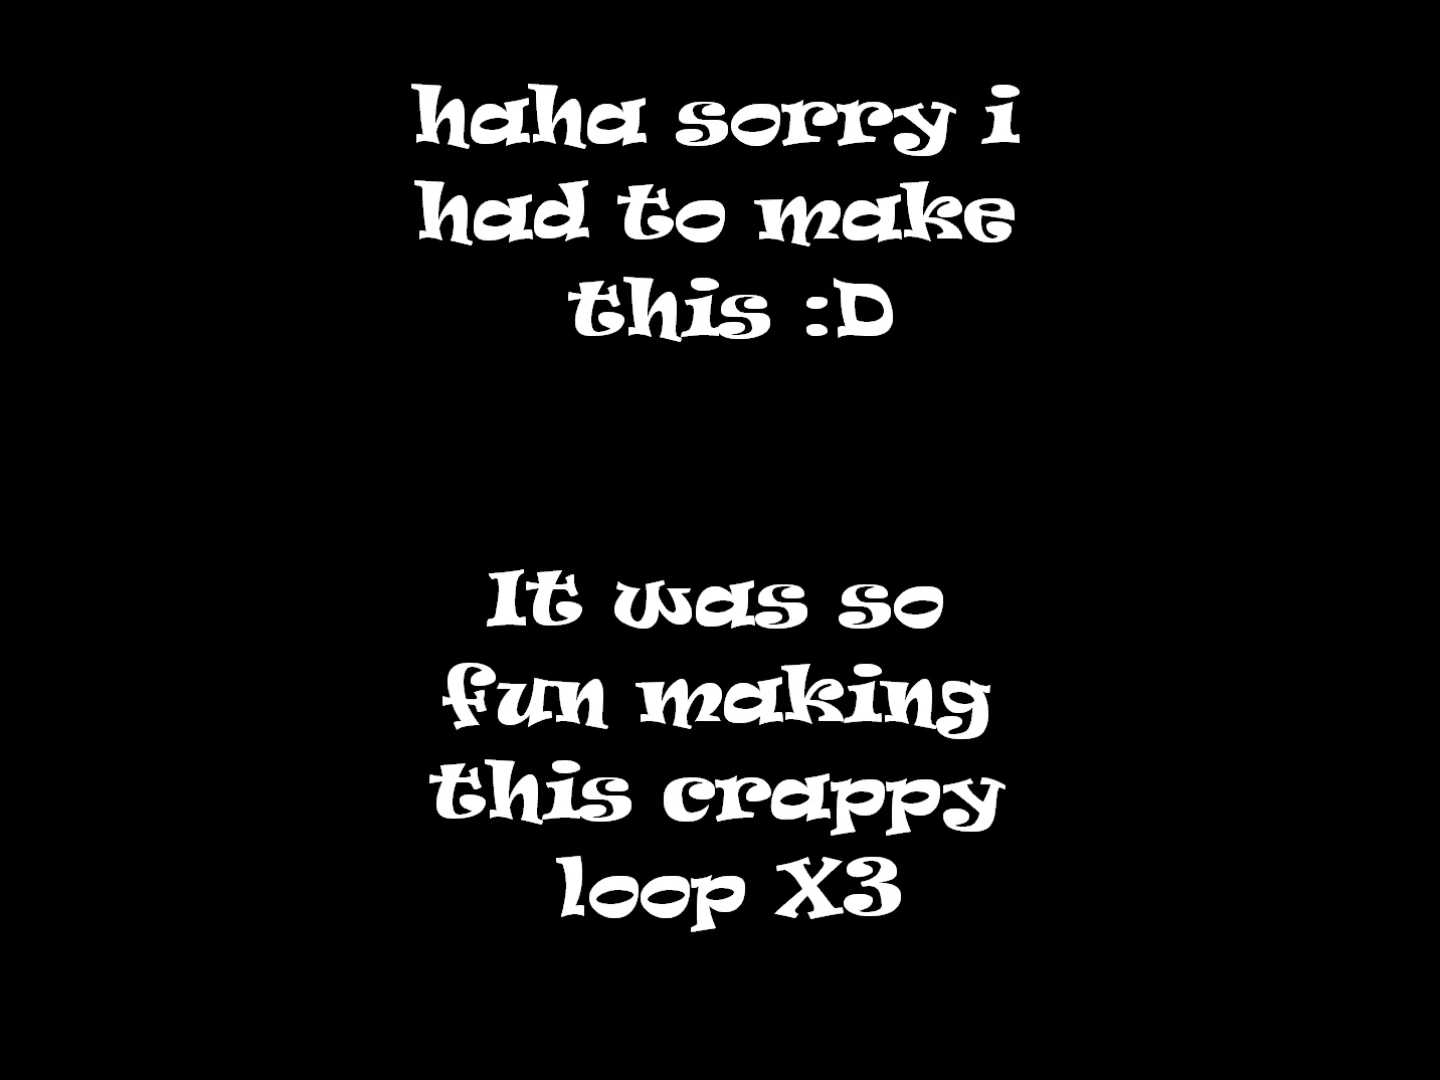 haha sorry i
had to make
this :D
It was so
fun making
this crappy
loop X3